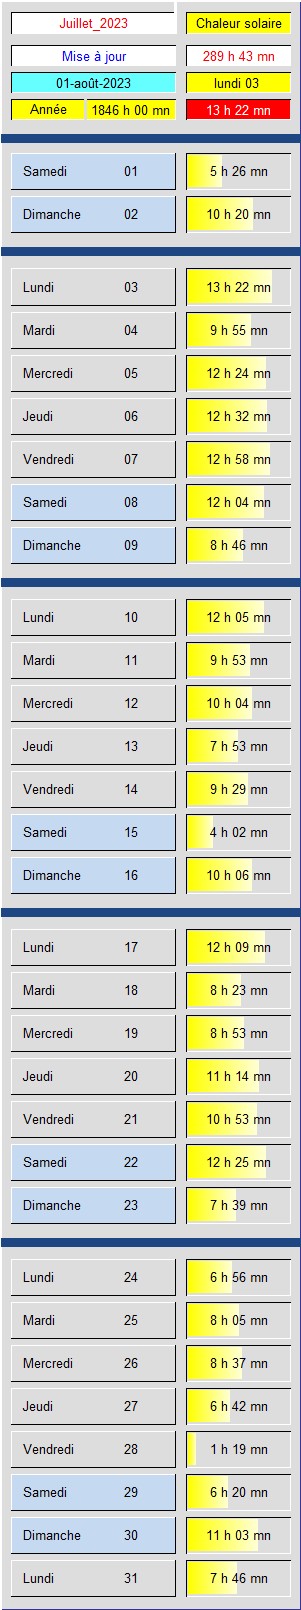 Juillet_2023 Chaleur solaire
Mise à jour 289 h 43 mn
01-août-2023 lundi 03
Année 1846 h 00 mn 13 h 22 mn
Samedi 01 5 h 26 mn
Dimanche 02 10 h 20 mn
Lundi 03 13 h 22 mn
Mardi 04 9 h 55 mn
Mercredi 05 12 h 24 mn
Jeudi 06 12 h 32 mn
Vendredi 07 12 h 58 mn
Samedi 08 12 h 04 mn
Dimanche 09 8 h 46 mn
Lundi 10 12 h 05 mn
Mardi 11 9 h 53 mn
Mercredi 12 10 h 04 mn
Jeudi 13 7 h 53 mn
Vendredi 14 9 h 29 mn
Samedi 15 4 h 02 mn
Dimanche 16 10 h 06 mn
Lundi 17 12 h 09 mn
Mardi 18 8 h 23 mn
Mercredi 19 8 h 53 mn
Jeudi 20 11 h 14 mn
Vendredi 21 10 h 53 mn
Samedi 22 12 h 25 mn
Dimanche 23 7 h 39 mn
Lundi 24 6 h 56 mn
Mardi 25 8 h 05 mn
Mercredi 26 8 h 37 mn
Jeudi 27 6 h 42 mn
Vendredi 28 1 h 19 mn
Samedi 29 6 h 20 mn
Dimanche 30 11 h 03 mn
Lundi 31 7 h 46 mn